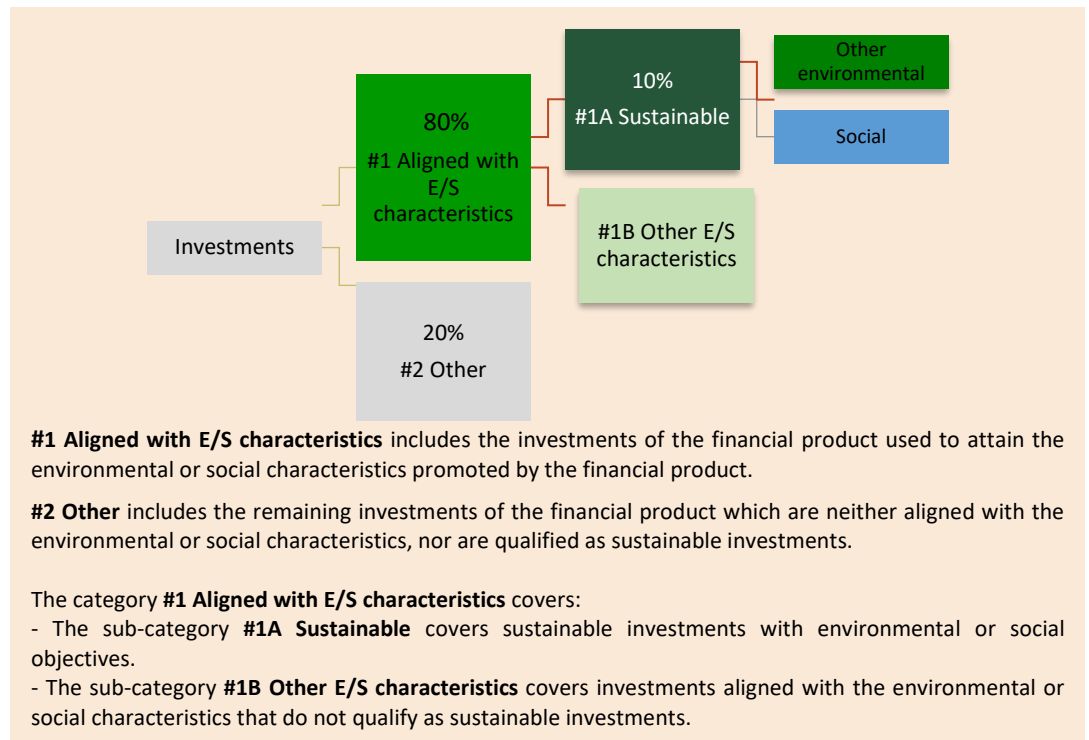 Investments
80%
#1 Aligned with
E/S
characteristics
20%
#2 Other
10%
#1A Sustainable
#1B Other E/S
characteristics
Other
environmental
Social
#1 Aligned with E/S characteristics includes the investments of the financial product used to attain the
environmental or social characteristics promoted by the financial product.
#2 Other includes the remaining investments of the financial product which are neither aligned with the
environmental or social characteristics, nor are qualified as sustainable investments.
The category #1 Aligned with E/S characteristics covers:
- The sub-category #1A Sustainable covers sustainable investments with environmental or social
objectives.
- The sub-category #1B Other E/S characteristics covers investments aligned with the environmental or
social characteristics that do not qualify as sustainable investments.